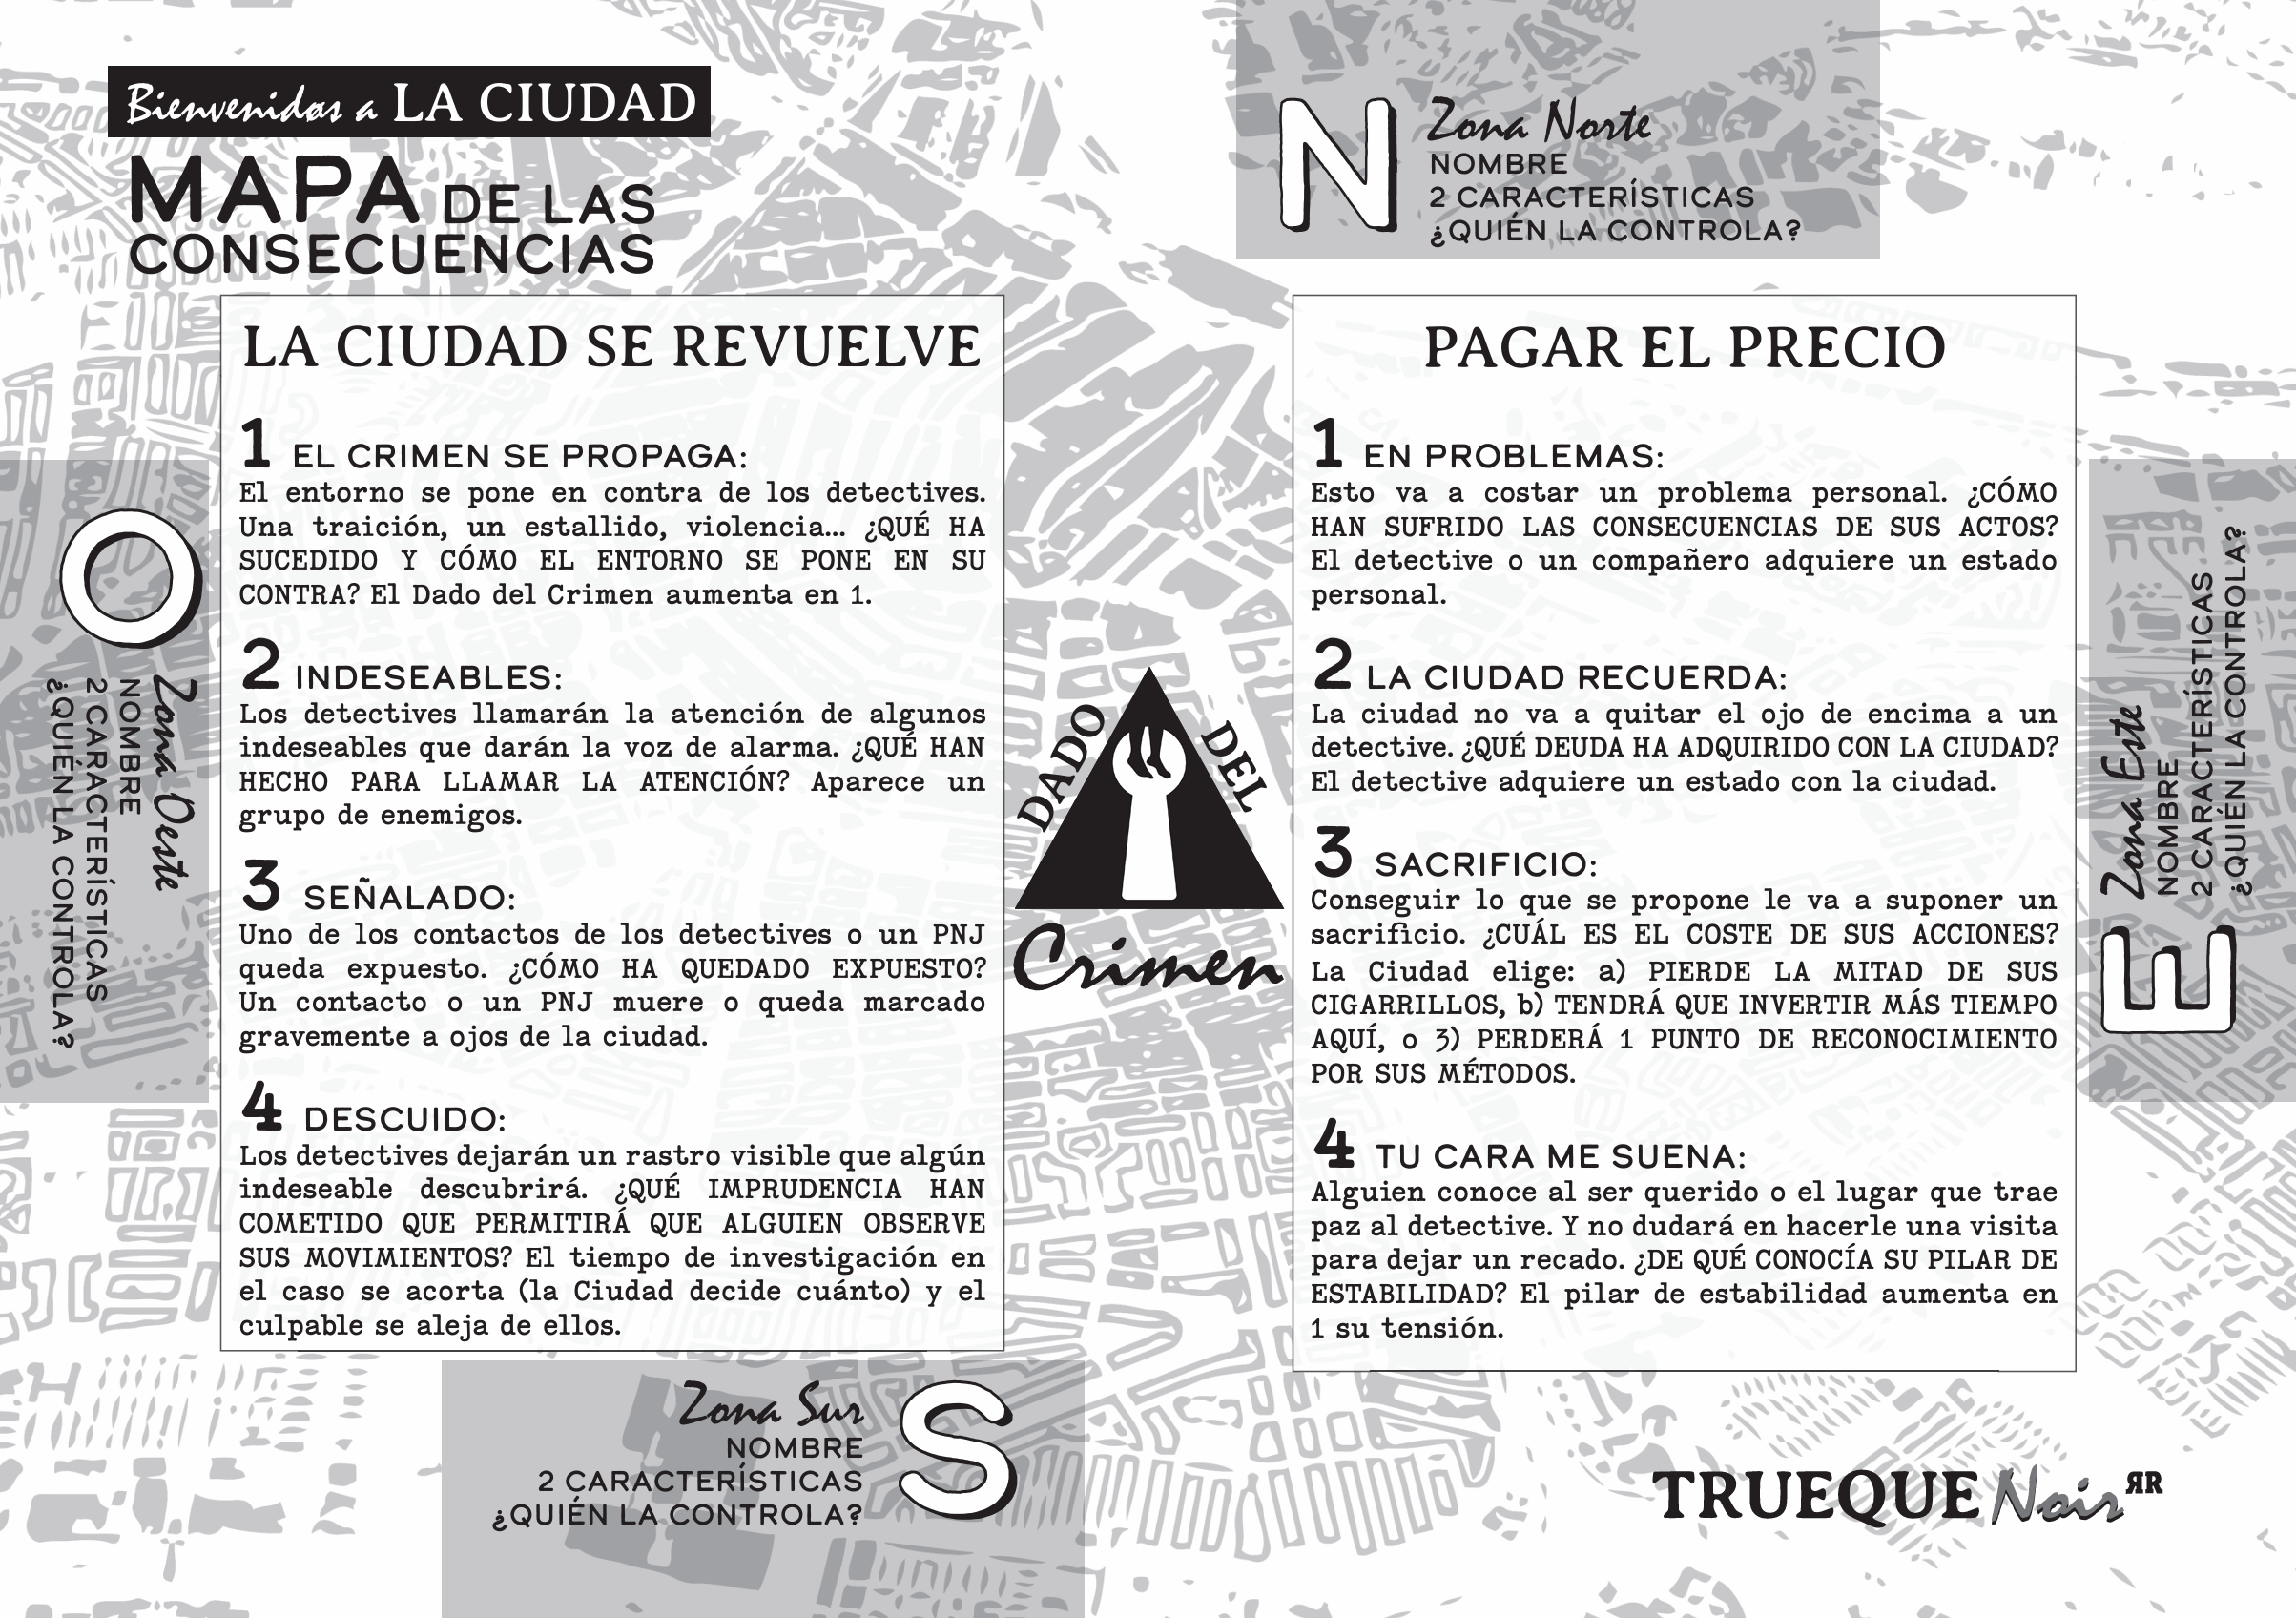 Bienvenidøs a LA CIUDAD
MAPA DE LAS
CONSECUENCIAS
N
Zona Norte
NOMBRE
2 CARACTERÍSTICAS
¿QUIÉN LA CONTROLA?
O
Zona Oeste
NOMBRE
2 CARACTERÍSTICAS
¿QUIÉN LA CONTROLA?
LA CIUDAD SE REVUELVE
1 EL CRIMEN SE PROPAGA:
El entorno se pone en contra de los detectives.
Una traición, un estallido, violencia... ¿QUÉ HA
SUCEDIDO Y CÓMO EL ENTORNO SE PONE EN SU
CONTRA? El Dado del Crimen aumenta en 1.
2 INDESEABLES:
Los detectives llamarán la atención de algunos
indeseables que darán la voz de alarma. ¿QUÉ HAN
HECHO PARA LLAMAR LA ATENCIÓN? Aparece un
grupo de enemigos.
3 SEÑALADO:
Uno de los contactos de los detectives o un PNJ
queda expuesto. ¿CÓMO HA QUEDADO EXPUESTO?
Un contacto o un PNJ muere o queda marcado
gravemente a ojos de la ciudad.
4 DESCUIDO:
Los detectives dejarán un rastro visible que algún
indeseable descubrirá. ¿QUÉ IMPRUDENCIA HAN
COMETIDO QUE PERMITIRÁ QUE ALGUIEN OBSERVE
SUS MOVIMIENTOS? El tiempo de investigación en
el caso se acorta (la Ciudad decide cuánto) y el
culpable se aleja de ellos.
DADO DEL
Crimen
PAGAR EL PRECIO
1 EN PROBLEMAS:
Esto va a costar un problema personal. ¿CÓMO
HAN SUFRIDO LAS CONSECUENCIAS DE SUS ACTOS?
El detective o un compañero adquiere un estado
personal.
2 LA CIUDAD RECUERDA:
La ciudad no va a quitar el ojo de encima a un
detective. ¿QUÉ DEUDA HA ADQUIRIDO CON LA CIUDAD?
El detective adquiere un estado con la ciudad.
3 SACRIFICIO:
Conseguir lo que se propone le va a suponer un
sacrificio. ¿CUÁL ES EL COSTE DE SUS ACCIONES?
La Ciudad elige: a) PIERDE LA MITAD DE SUS
CIGARRILLOS, b) TENDRÁ QUE INVERTIR MÁS TIEMPO
AQUÍ, o 3) PERDERÁ 1 PUNTO DE RECONOCIMIENTO
POR SUS MÉTODOS.
4 TU CARA ME SUENA:
Alguien conoce al ser querido o el lugar que trae
paz al detective. Y no dudará en hacerle una visita
para dejar un recado. ¿DE QUÉ CONOCÍA SU PILAR DE
ESTABILIDAD? El pilar de estabilidad aumenta en
1 su tensión.
E
Zona Este
NOMBRE
2 CARACTERÍSTICAS
¿QUIÉN LA CONTROLA?
Zona Sur
NOMBRE
2 CARACTERÍSTICAS
¿QUIÉN LA CONTROLA?
S
TRUEQUE Noir ЯR